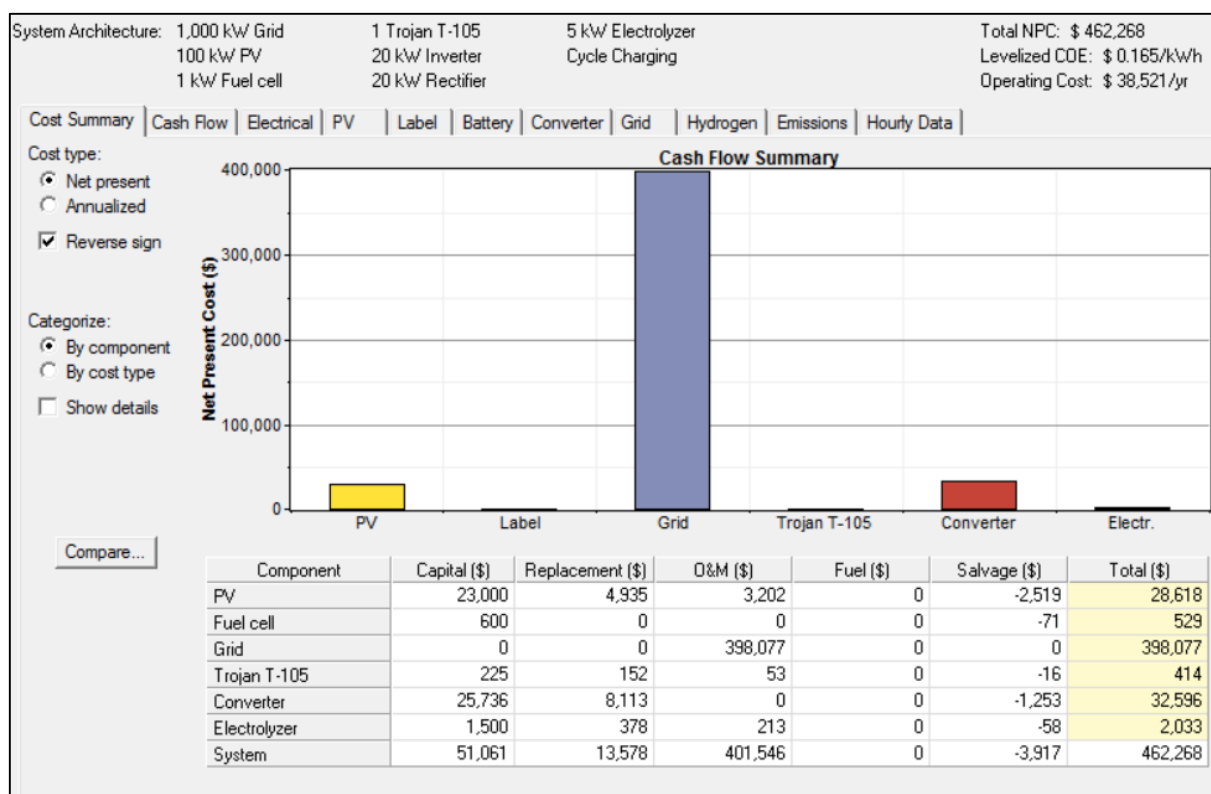 System Architecture: 1,000 kW Grid 1 Trojan T-105 5 kW Electrolyzer Total NPC: $ 462,268
100 kW PV 20 kW Inverter Cycle Charging Levelized COE: $ 0.165/kWh
1 kW Fuel cell 20 kW Rectifier Operating Cost: $ 38,521/yr
Cost Summary Cash Flow Electrical PV Label Battery Converter Grid Hydrogen Emissions Hourly Data
Cost type:
Net present
Annualized
Reverse sign
Categorize:
By component
By cost type
Show details
Compare...
Cash Flow Summary
Net Present Cost ($)
400,000
300,000
200,000
100,000
0
PV Label Grid Trojan T-105 Converter Electr.
Component Capital ($) Replacement ($) O&M ($) Fuel ($) Salvage ($) Total ($)
PV 23,000 4,935 3,202 0 -2,519 28,618
Fuel cell 600 0 0 0 -71 529
Grid 0 0 398,077 0 0 398,077
Trojan T-105 225 152 53 0 -16 414
Converter 25,736 8,113 0 0 -1,253 32,596
Electrolyzer 1,500 378 213 0 -58 2,033
System 51,061 13,578 401,546 0 -3,917 462,268